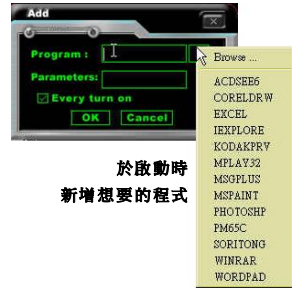 Add
Program :
Parameters:
Every turn on
OK
Cancel
Browse ...
ACDSEE6
CORELDRW
EXCEL
IEXPLORE
KODAKPRV
MPLAY32
MSGPLUS
MSPAINT
PHOTOSHP
PM65C
SORITONG
WINRAR
WORDPAD
於啟動時
新增想要的程式